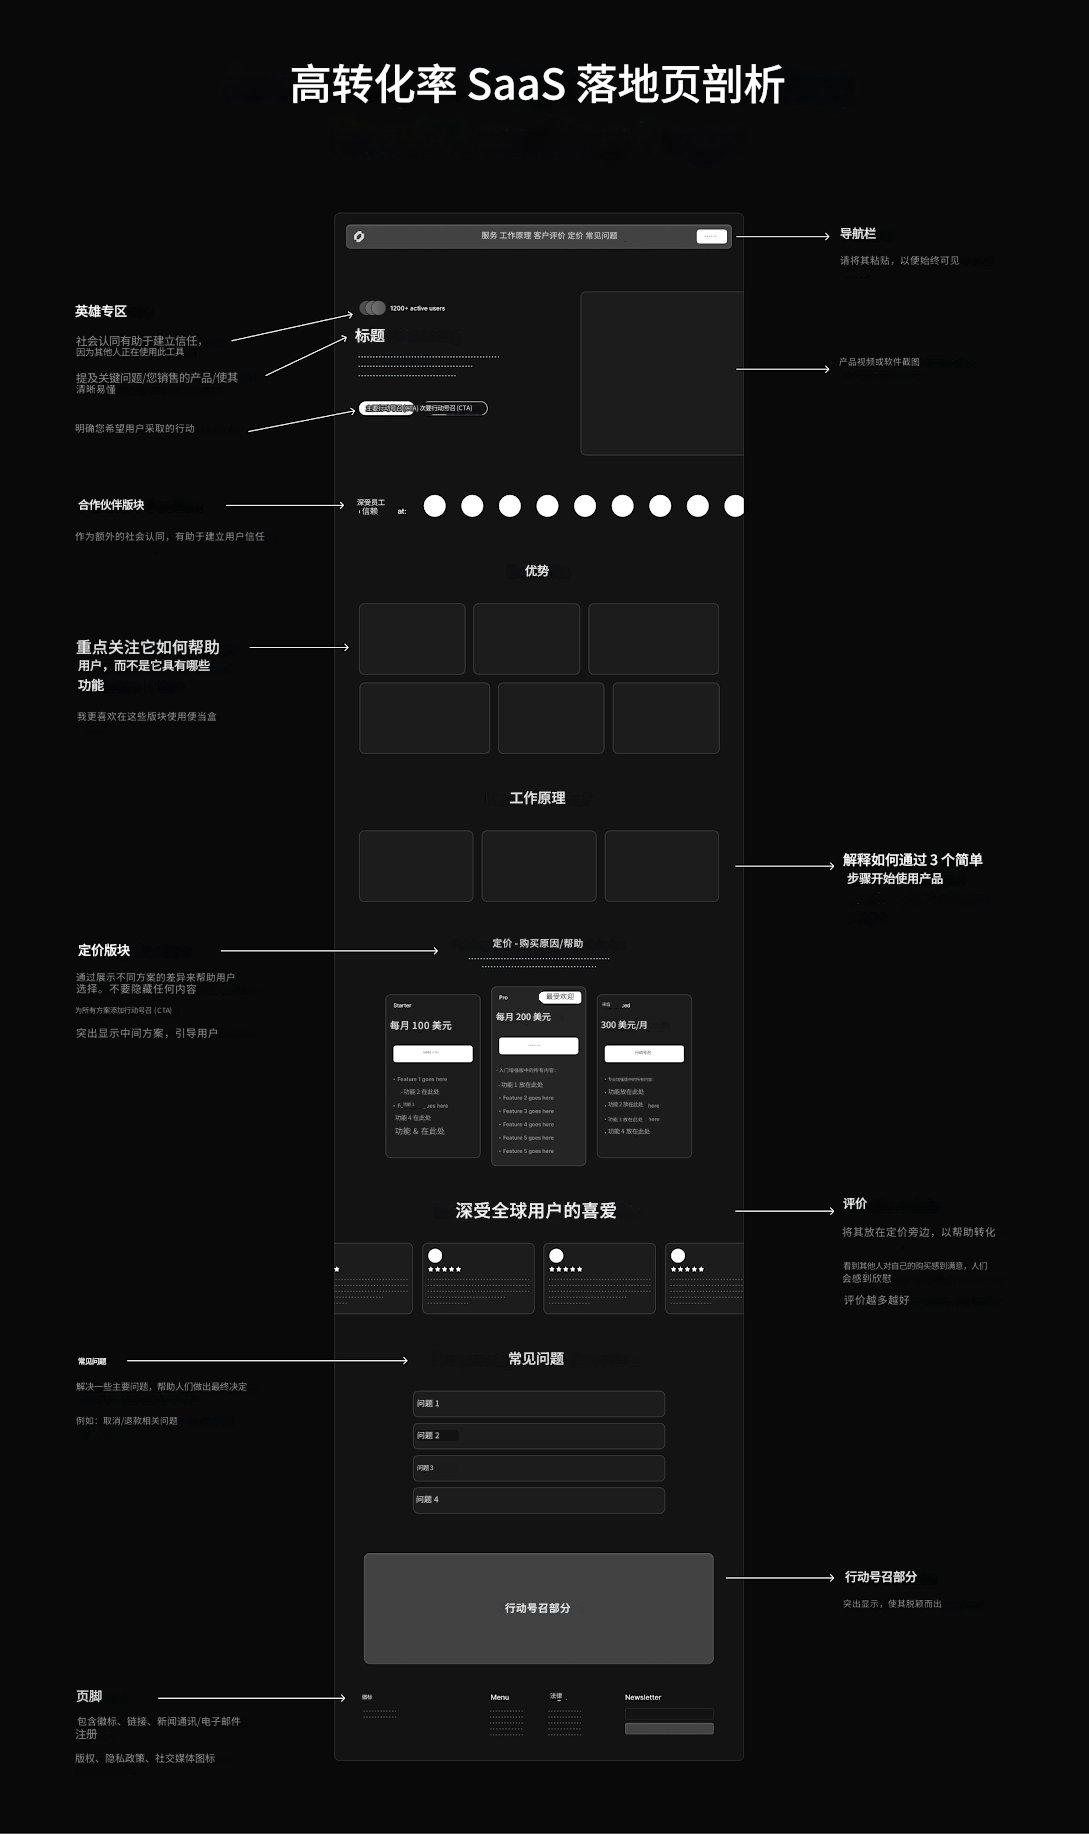 高转化率 SaaS 落地页剖析
服务 工作原理 客户评价 定价 常见问题
导航栏
请将其粘贴，以便始终可见
英雄专区
社会认同有助于建立信任，
因为其他人正在使用此工具
提及关键问题/您销售的产品/使其
清晰易懂
明确您希望用户采取的行动
1200+ active users
标题
主要行动号召 (CTA) 次要行动号召 (CTA)
产品视频或软件截图
合作伙伴版块
作为额外的社会认同，有助于建立用户信任
深受员工
信赖 at:
优势
重点关注它如何帮助
用户，而不是它具有哪些
功能
我更喜欢在这些版块使用便当盒
工作原理
解释如何通过 3 个简单
步骤开始使用产品
定价版块
通过展示不同方案的差异来帮助用户
选择。不要隐藏任何内容
为所有方案添加行动号召 (CTA)
突出显示中间方案，引导用户
定价 - 购买原因/帮助
Starter
每月 100 美元
• Feature 1 goes here
- 功能 2 在此处
功能 4 在此处
功能 & 在此处
Pro
最受欢迎
每月 200 美元
- 入门增强版中的所有内容：
- 功能 1 放在此处
• Feature 2 goes here
• Feature 3 goes here
• Feature 4 goes here
• Feature 5 goes here
• Feature 5 goes here
300 美元/月
行动号召
• 专业增强版中的所有内容：
• 功能放在此处
• 功能 2 放在此处 here
• 功能 3 放在此处 here
• 功能 4 放在此处
深受全球用户的喜爱
评价
将其放在定价旁边，以帮助转化
看到其他人对自己的购买感到满意，人们
会感到欣慰
评价越多越好
常见问题
解决一些主要问题，帮助人们做出最终决定
例如：取消/退款相关问题
常见问题
问题 1
问题 2
问题 3
问题 4
行动号召部分
行动号召部分
突出显示，使其脱颖而出
页脚
包含徽标、链接、新闻通讯/电子邮件
注册
版权、隐私政策、社交媒体图标
徽标
Menu
法律
Newsletter